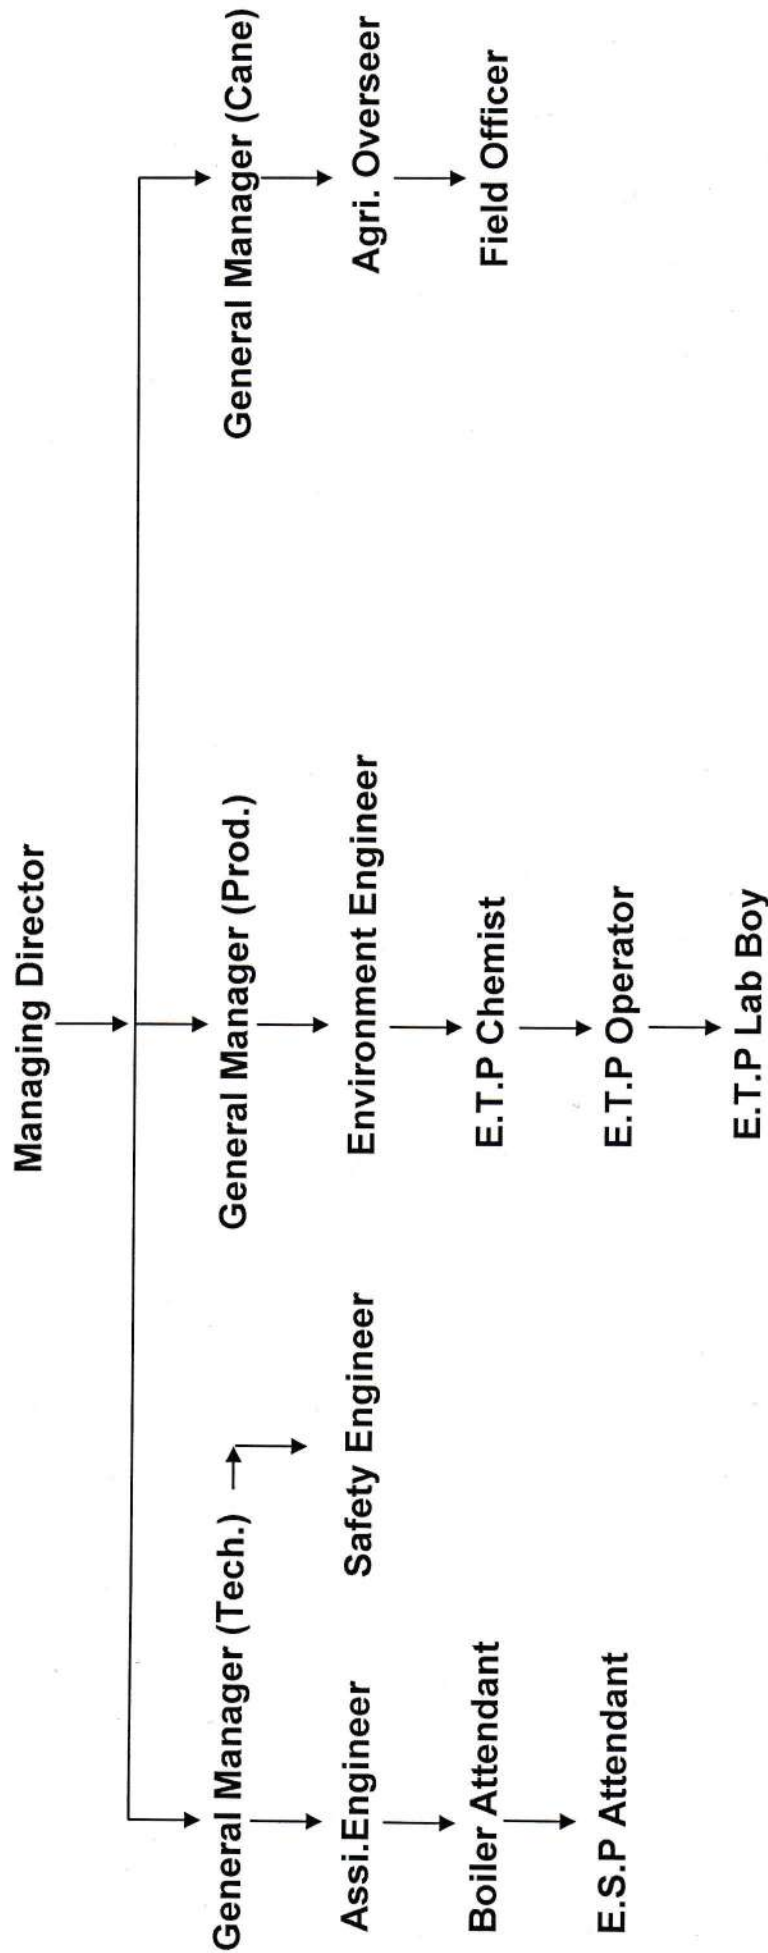 Managing Director
General Manager (Tech.)
General Manager (Prod.)
General Manager (Cane)
Assi.Engineer
Safety Engineer
Environment Engineer
Agri. Overseer
Boiler Attendant
E.T.P Chemist
Field Officer
E.S.P Attendant
E.T.P Operator
E.T.P Lab Boy